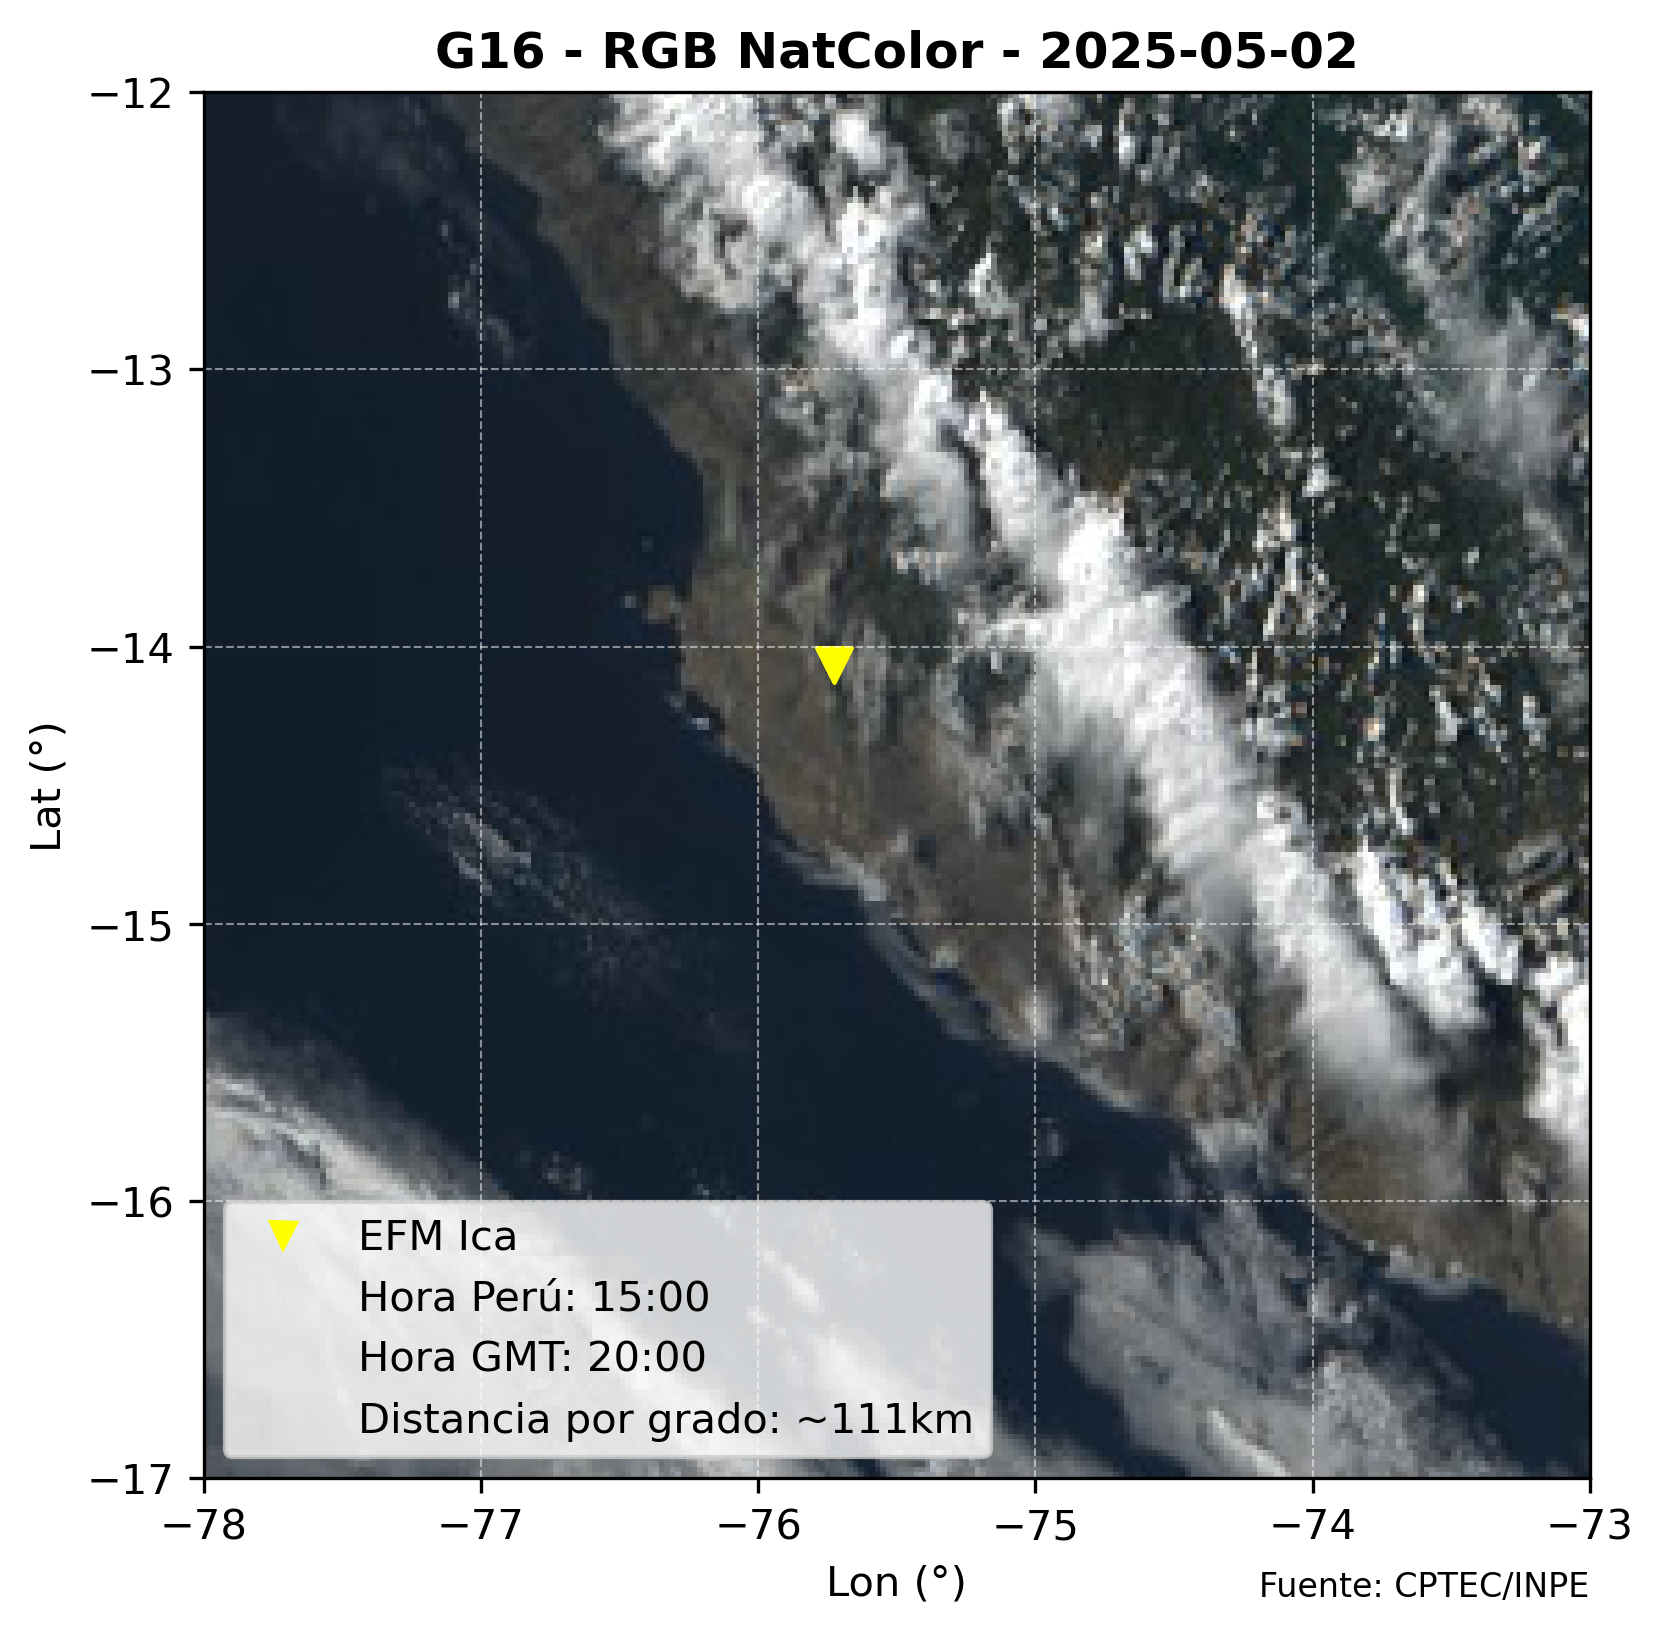 G16 - RGB NatColor - 2025-05-02
−12
−13
−14
−15
−16
−17
Lat (°)
EFM Ica
Hora Perú: 15:00
Hora GMT: 20:00
Distancia por grado: ~111km
−78 −77 −76 −75 −74 −73
Lon (°)
Fuente: CPTEC/INPE